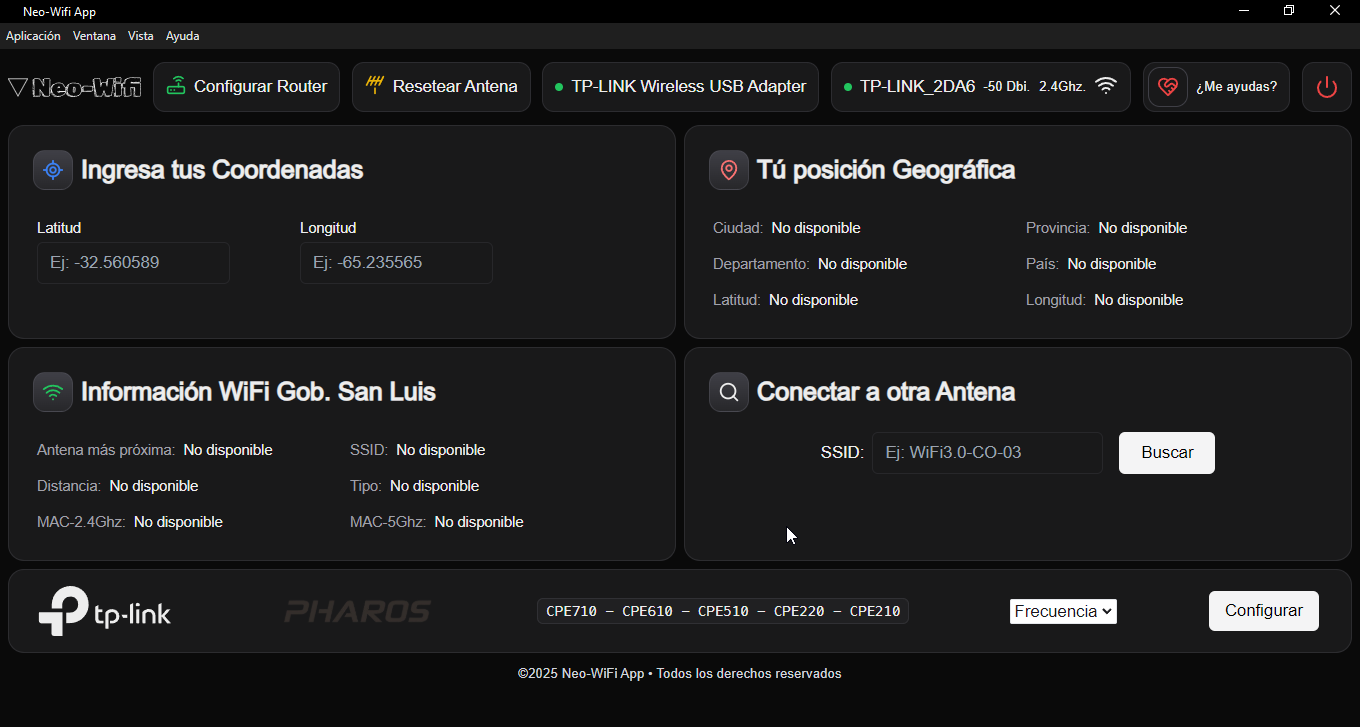 Neo-Wifi App
Aplicación Ventana Vista Ayuda
Neo-Wifi
Configurar Router
Resetear Antena
TP-LINK Wireless USB Adapter
TP-LINK_2DA6 -50 Dbi. 2.4Ghz.
¿Me ayudas?
Ingresa tus Coordenadas
Latitud
Longitud
Ej: -32.560589
Ej: -65.235565
Tú posición Geográfica
Ciudad: No disponible
Provincia: No disponible
Departamento: No disponible
País: No disponible
Latitud: No disponible
Longitud: No disponible
Información WiFi Gob. San Luis
Antena más próxima: No disponible
SSID: No disponible
Distancia: No disponible
Tipo: No disponible
MAC-2.4Ghz: No disponible
MAC-5Ghz: No disponible
Conectar a otra Antena
SSID: Ej: WiFi3.0-CO-03
Buscar
tp-link
PHAROS
CPE710 – CPE610 – CPE510 – CPE220 – CPE210
Frecuencia
Configurar
©2025 Neo-WiFi App • Todos los derechos reservados